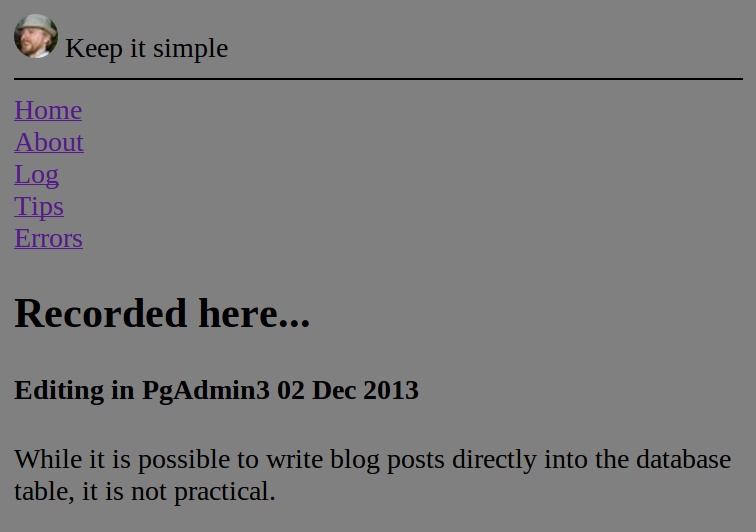 Keep it simple
Home
About
Log
Tips
Errors
Recorded here...
Editing in PgAdmin3 02 Dec 2013
While it is possible to write blog posts directly into the database
table, it is not practical.